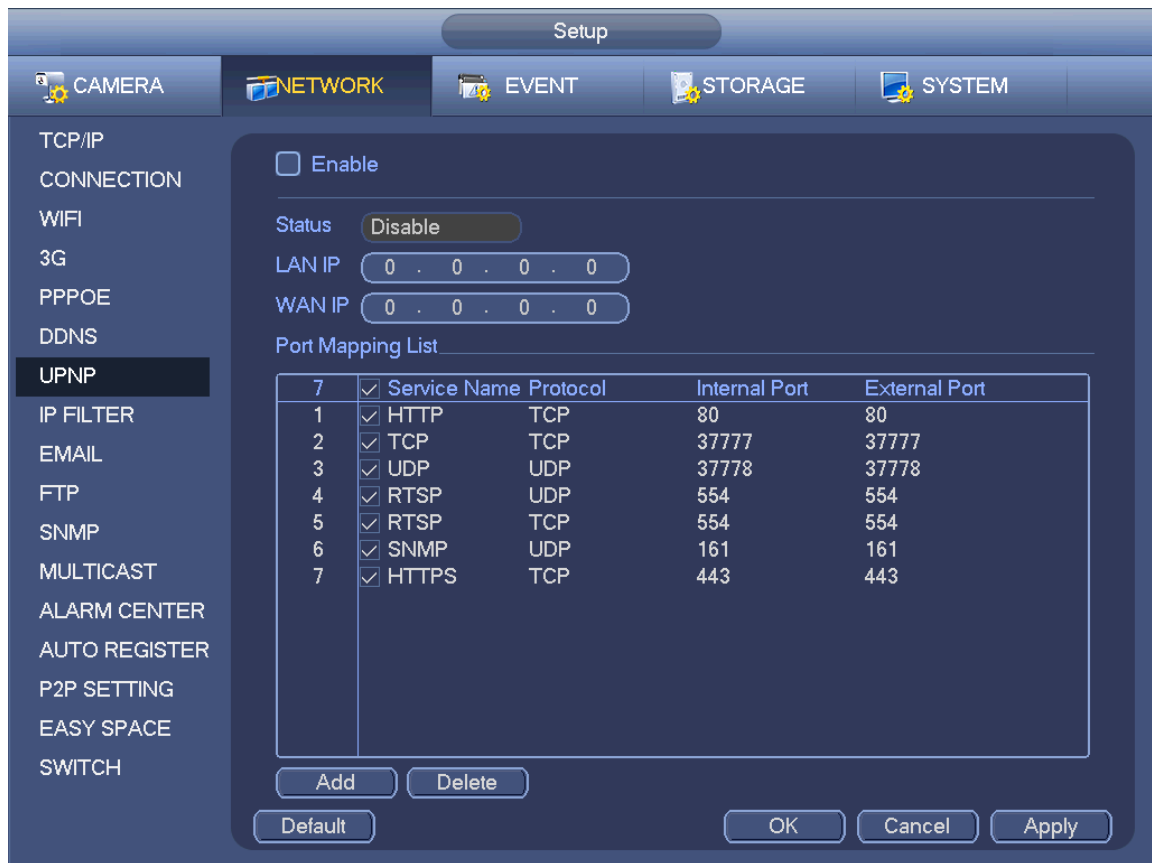 Setup
CAMERA NETWORK EVENT STORAGE SYSTEM
TCP/IP
CONNECTION
WIFI
3G
PPPOE
DDNS
UPNP
IP FILTER
EMAIL
FTP
SNMP
MULTICAST
ALARM CENTER
AUTO REGISTER
P2P SETTING
EASY SPACE
SWITCH
Enable
Status Disable
LAN IP 0 . 0 . 0 . 0
WAN IP 0 . 0 . 0 . 0
Port Mapping List
7 Service Name Protocol Internal Port External Port
1 HTTP TCP 80 80
2 TCP TCP 37777 37777
3 UDP UDP 37778 37778
4 RTSP UDP 554 554
5 RTSP TCP 554 554
6 SNMP UDP 161 161
7 HTTPS TCP 443 443
Add Delete
Default OK Cancel Apply